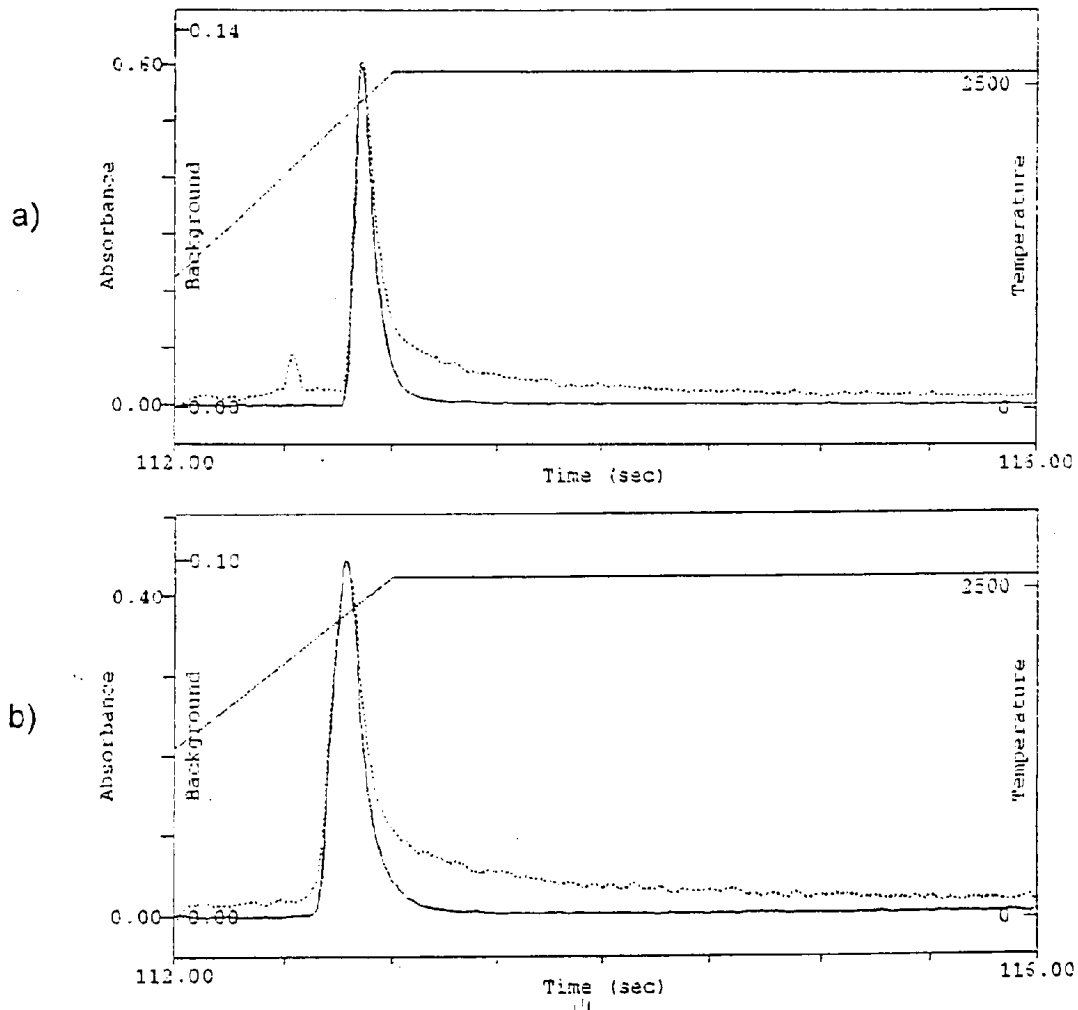 a)
0.14
0.60
Absorbance
Background
2500
Temperature
0.00
0.03
0
112.00
Time (sec)
116.00
b)
0.10
0.40
Absorbance
Background
2500
Temperature
0.00
0.00
0
112.00
Time (sec)
116.00